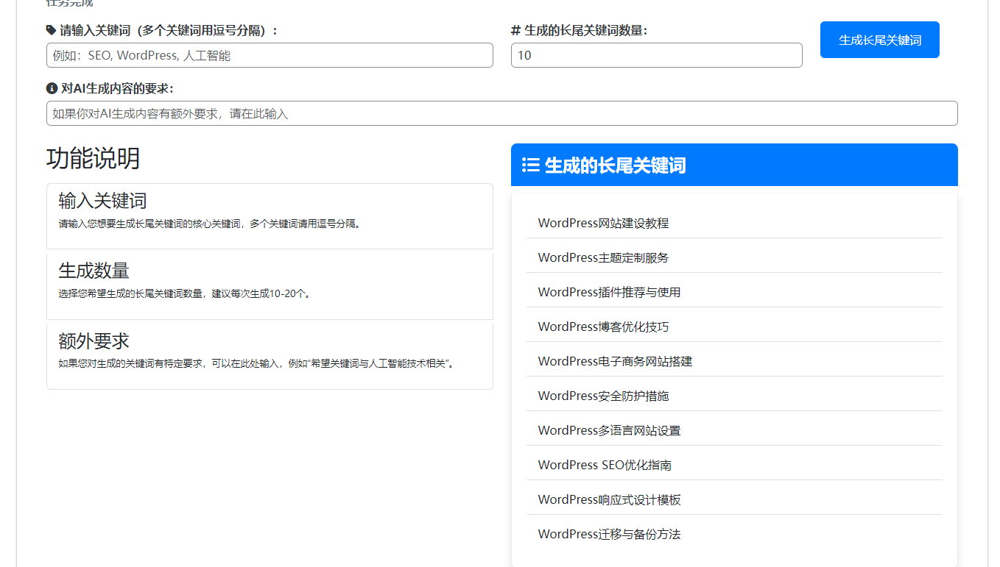 任务完成
请输入关键词（多个关键词用逗号分隔）:
例如：SEO, WordPress, 人工智能
# 生成的长尾关键词数量:
10
生成长尾关键词
对AI生成内容的要求:
如果你对AI生成内容有额外要求，请在此输入
功能说明
输入关键词
请输入您想要生成长尾关键词的核心关键词，多个关键词请用逗号分隔。
生成数量
选择您希望生成的长尾关键词数量，建议每次生成10-20个。
额外要求
如果您对生成的关键词有特定要求，可以在此处输入，例如“希望关键词与人工智能技术相关”。
生成的长尾关键词
WordPress网站建设教程
WordPress主题定制服务
WordPress插件推荐与使用
WordPress博客优化技巧
WordPress电子商务网站搭建
WordPress安全防护措施
WordPress多语言网站设置
WordPress SEO优化指南
WordPress响应式设计模板
WordPress迁移与备份方法